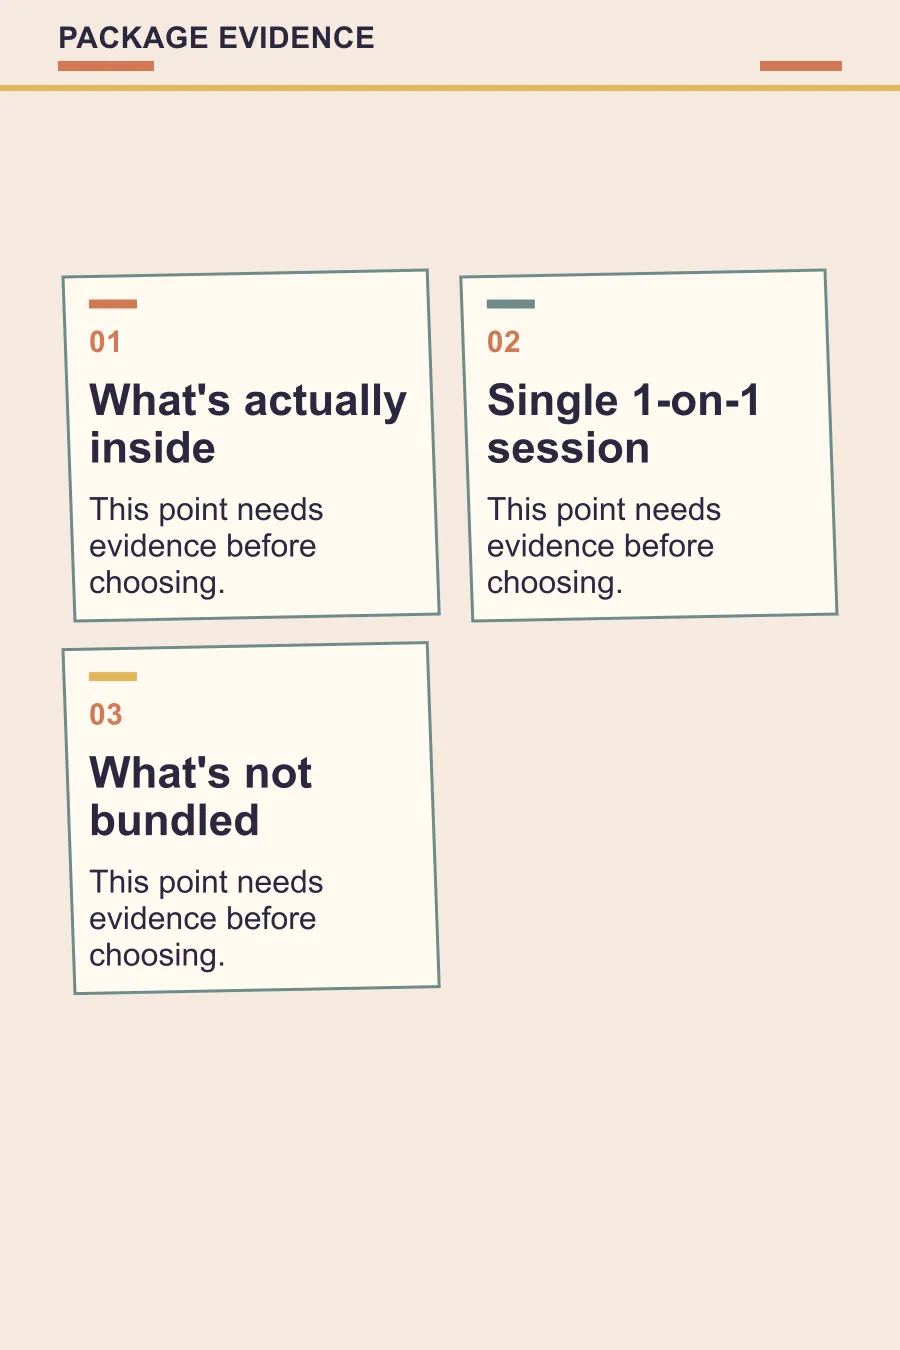 PACKAGE EVIDENCE
01
What's actually
inside
This point needs
evidence before
choosing.
02
Single 1-on-1
session
This point needs
evidence before
choosing.
03
What's not
bundled
This point needs
evidence before
choosing.